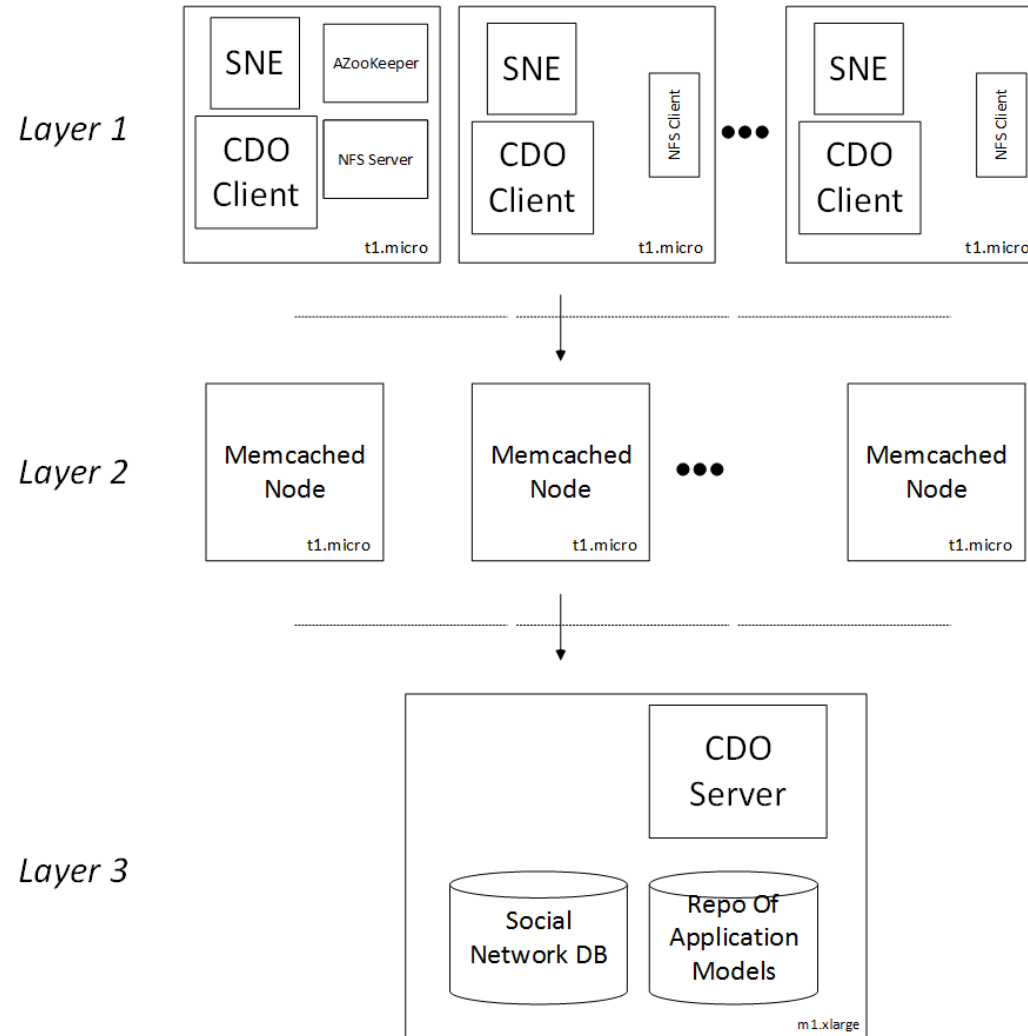 Layer 1
SNE
AZooKeeper
CDO
Client
NFS Server
t1.micro
SNE
CDO
Client
NFS Client
t1.micro
SNE
CDO
Client
NFS Client
t1.micro
Layer 2
Memcached
Node
t1.micro
Memcached
Node
t1.micro
Memcached
Node
t1.micro
Layer 3
CDO
Server
Social
Network DB
Repo Of
Application
Models
m1.xlarge